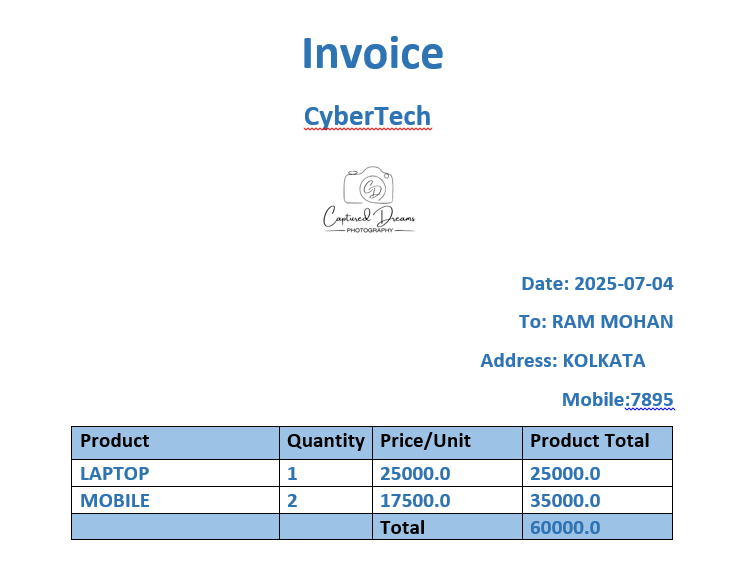 Invoice
CyberTech
CD
Captured Dreams
PHOTOGRAPHY
Date: 2025-07-04
To: RAM MOHAN
Address: KOLKATA
Mobile:7895
Product Quantity Price/Unit Product Total
LAPTOP 1 25000.0 25000.0
MOBILE 2 17500.0 35000.0
Total 60000.0